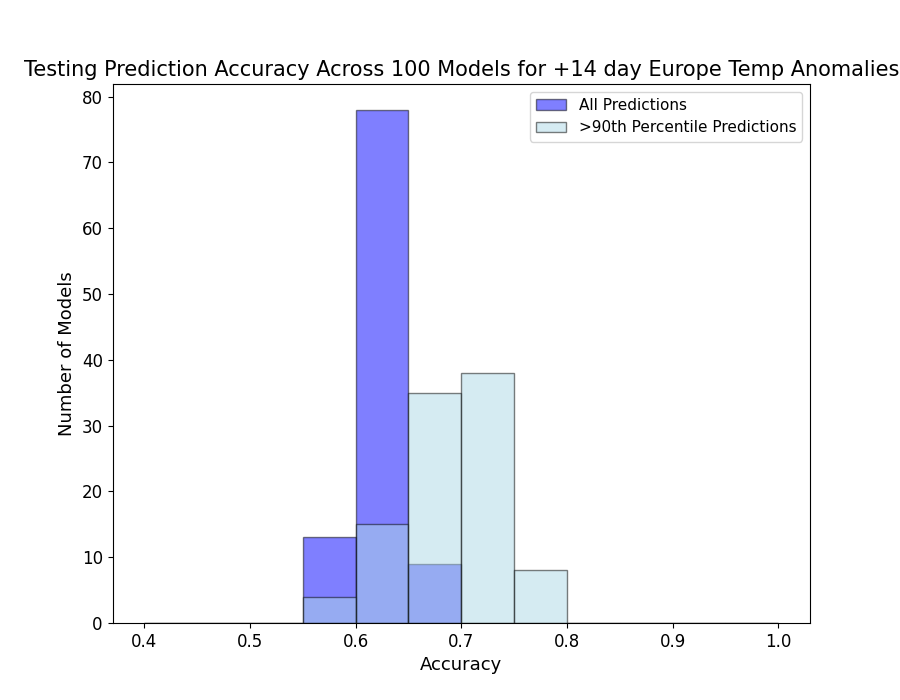 Testing Prediction Accuracy Across 100 Models for +14 day Europe Temp Anomalies
All Predictions
>90th Percentile Predictions
80
70
60
50
40
30
20
10
0
Number of Models
0.4 0.5 0.6 0.7 0.8 0.9 1.0
Accuracy